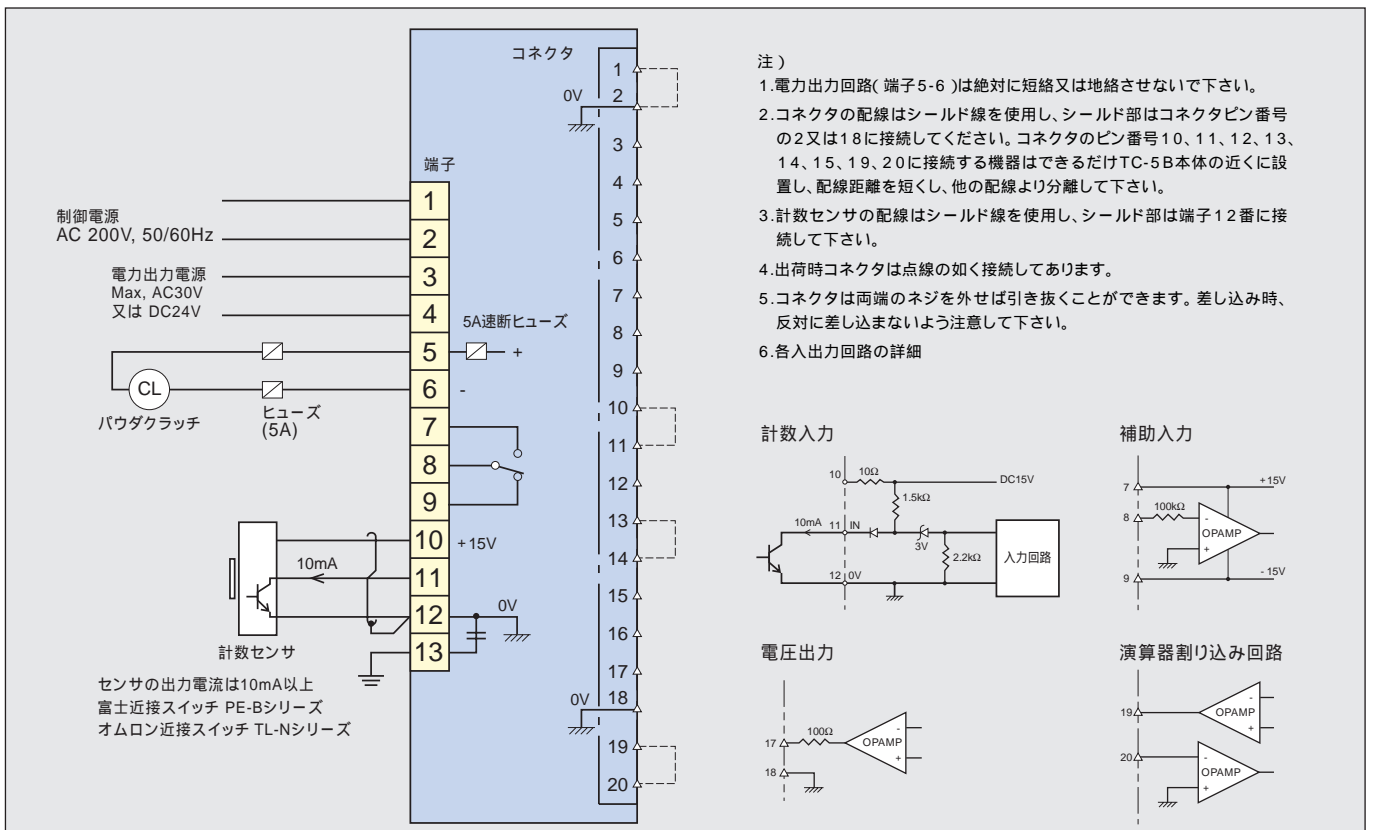 コネクタ
1
0V 2
3
4
5
6
7
8
9
10
11
12
13
14
15
16
17
0V 18
19
20
端子
1
2
3
4
5
6
7
8
9
10
11
12
13
制御電源
AC 200V, 50/60Hz
電力出力電源
Max, AC30V
又は DC24V
5A速断ヒューズ
+
-
CL
パウダクラッチ
ヒューズ
(5A)
+15V
10mA
0V
計数センサ
センサの出力電流は10mA以上
富士近接スイッチ PE-Bシリーズ
オムロン近接スイッチ TL-Nシリーズ
注)
1.電力出力回路(端子5-6)は絶対に短絡又は地絡させないで下さい。
2.コネクタの配線はシールド線を使用し、シールド部はコネクタピン番号
の2又は18に接続してください。コネクタのピン番号10、11、12、13、
14、15、19、20に接続する機器はできるだけTC-5B本体の近くに設
置し、配線距離を短くし、他の配線より分離して下さい。
3.計数センサの配線はシールド線を使用し、シールド部は端子12番に接
続して下さい。
4.出荷時コネクタは点線の如く接続してあります。
5.コネクタは両端のネジを外せば引き抜くことができます。差し込み時、
反対に差し込まないよう注意して下さい。
6.各入出力回路の詳細
計数入力
10 10Ω DC15V
1.5kΩ
10mA 11 IN
3V
2.2kΩ
入力回路
12 0V
補助入力
7 +15V
8 100kΩ
-
OPAMP
+
9 -15V
電圧出力
17 100Ω
-
OPAMP
+
18
演算器割り込み回路
-
19 OPAMP
+
20 -
OPAMP
+